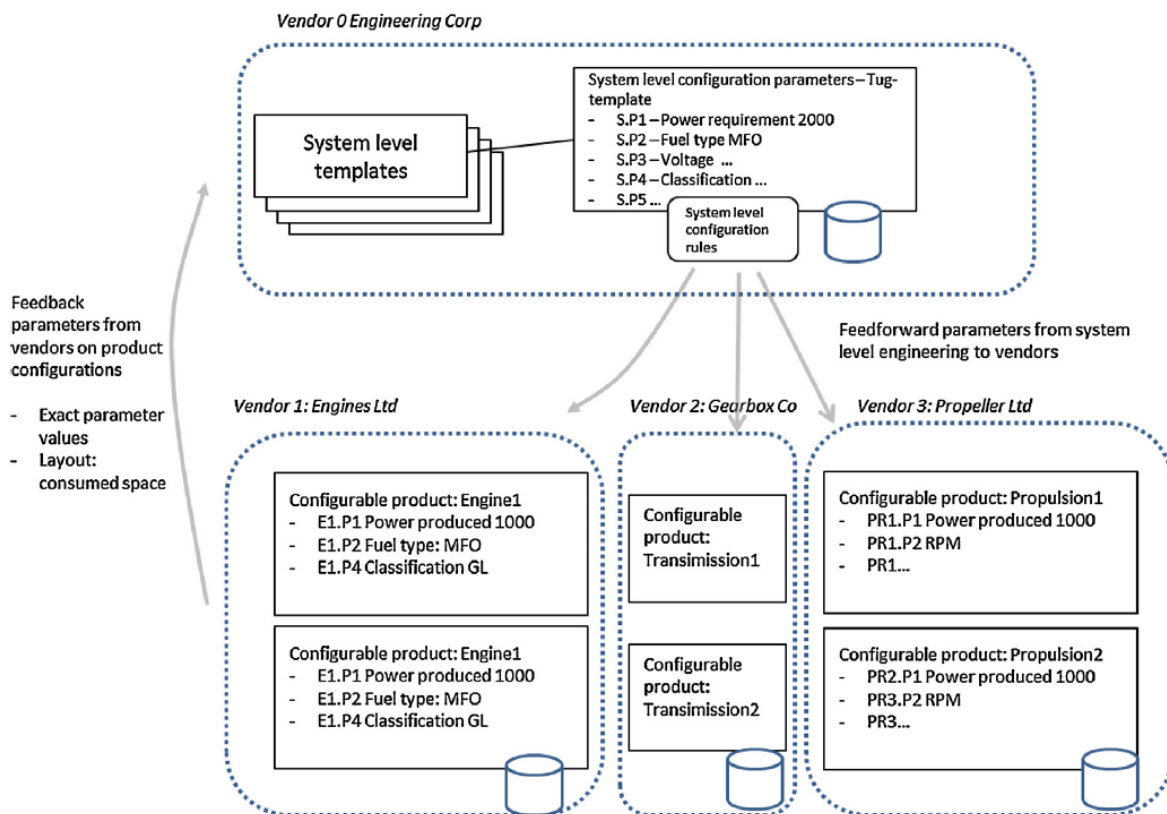 Vendor 0 Engineering Corp
System level
templates
System level configuration parameters – Tug-
template
- S.P1 – Power requirement 2000
- S.P2 – Fuel type MFO
- S.P3 – Voltage ...
- S.P4 – Classification ...
- S.P5 ...
System level
configuration
rules
Feedback
parameters from
vendors on product
configurations
- Exact parameter
values
- Layout:
consumed space
Feedforward parameters from system
level engineering to vendors
Vendor 1: Engines Ltd
Configurable product: Engine1
- E1.P1 Power produced 1000
- E1.P2 Fuel type: MFO
- E1.P4 Classification GL
Configurable product: Engine1
- E1.P1 Power produced 1000
- E1.P2 Fuel type: MFO
- E1.P4 Classification GL
Vendor 2: Gearbox Co
Configurable
product:
Transimission1
Configurable
product:
Transimission2
Vendor 3: Propeller Ltd
Configurable product: Propulsion1
- PR1.P1 Power produced 1000
- PR1.P2 RPM
- PR1...
Configurable product: Propulsion2
- PR2.P1 Power produced 1000
- PR3.P2 RPM
- PR3...